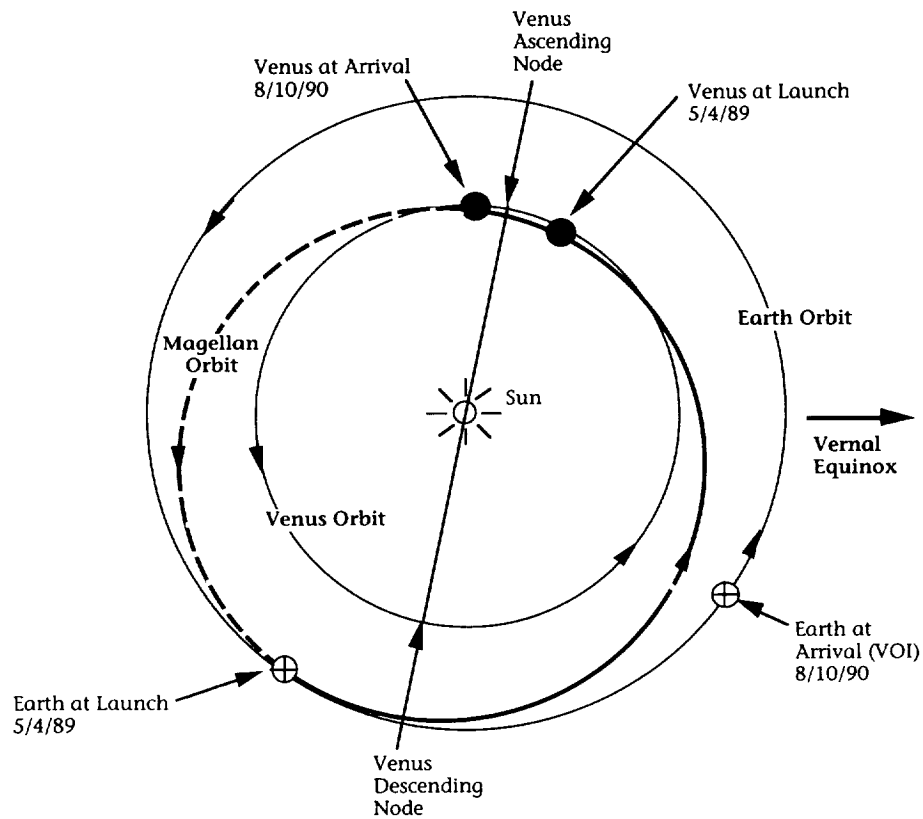 Venus
Ascending
Node
Venus at Arrival
8/10/90
Venus at Launch
5/4/89
Earth Orbit
Magellan
Orbit
Sun
Vernal
Equinox
Venus Orbit
Earth at
Arrival (VOI)
8/10/90
Earth at Launch
5/4/89
Venus
Descending
Node